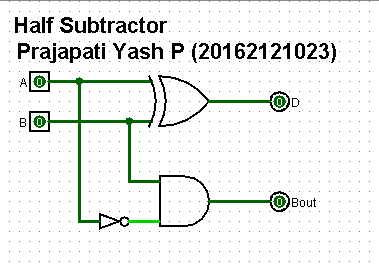 Half Subtractor
Prajapati Yash P (20162121023)
A 0
0 D
B 0
0 Bout